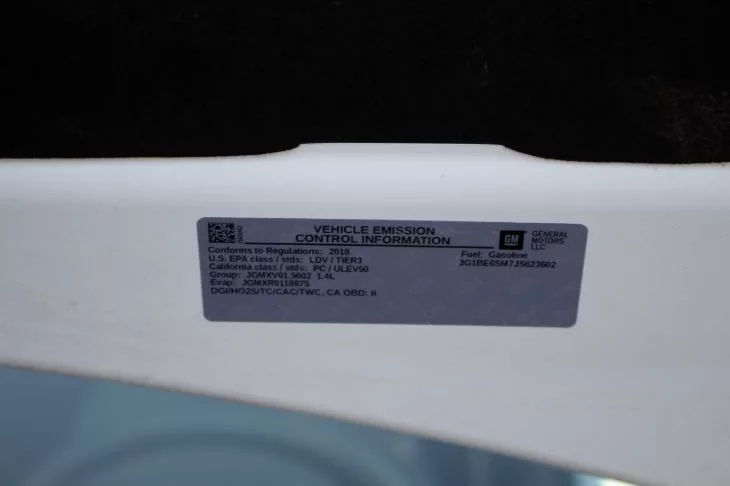 VEHICLE EMISSION
CONTROL INFORMATION
GM
GENERAL
MOTORS
LLC
Conforms to Regulations: 2018
U.S. EPA class / stds: LDV / TIER3
California class / stds: PC / ULEV50
Group: JGMXV01.5002 1.4L
Evap: JGMXR0110875
DGI/HO2S/TC/CAC/TWC, CA OBD: II
Fuel: Gasoline
3G1BE6SM7JS623602